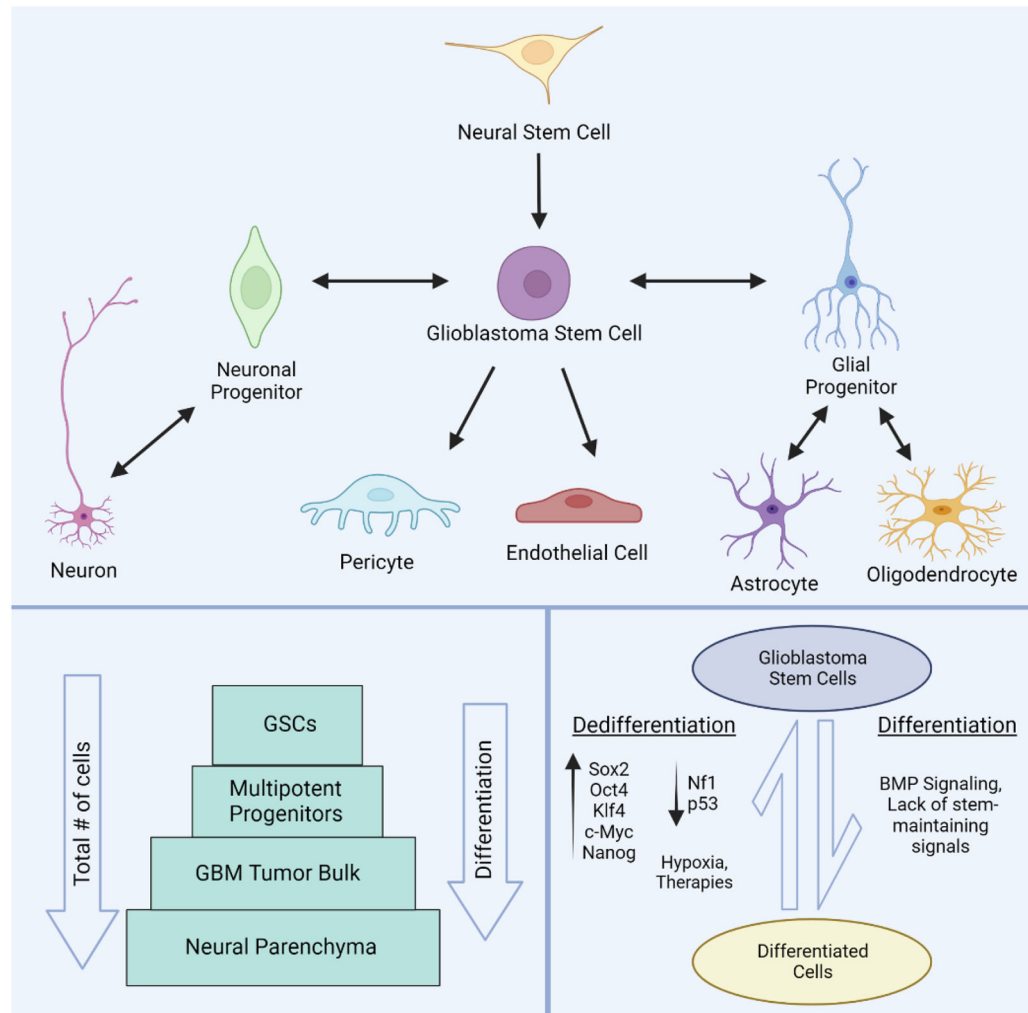 Neural Stem Cell
Glioblastoma Stem Cell
Neuronal
Progenitor
Glial
Progenitor
Neuron
Pericyte
Endothelial Cell
Astrocyte
Oligodendrocyte
Total # of cells
GSCs
Multipotent
Progenitors
GBM Tumor Bulk
Neural Parenchyma
Differentiation
Glioblastoma
Stem Cells
Dedifferentiation
Sox2
Oct4
Klf4
c-Myc
Nanog
Nf1
p53
Hypoxia,
Therapies
Differentiation
BMP Signaling,
Lack of stem-
maintaining
signals
Differentiated
Cells